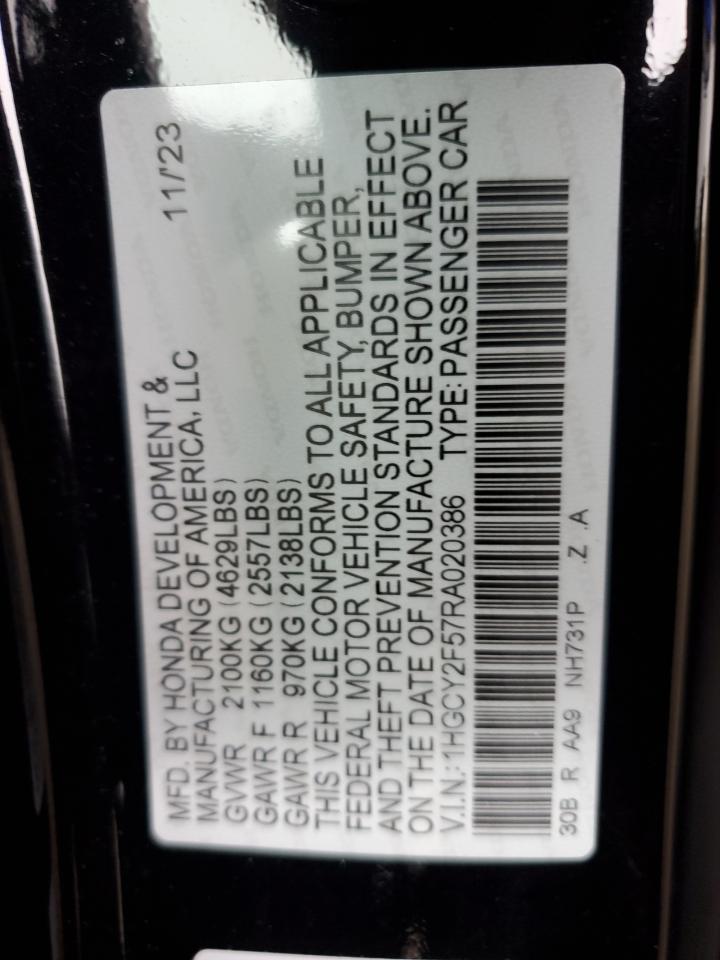 MFD. BY HONDA DEVELOPMENT &
MANUFACTURING OF AMERICA, LLC 11/'23
GVWR 2100KG (4629LBS)
GAWR F 1160KG (2557LBS)
GAWR R 970KG (2138LBS)
THIS VEHICLE CONFORMS TO ALL APPLICABLE
FEDERAL MOTOR VEHICLE SAFETY, BUMPER,
AND THEFT PREVENTION STANDARDS IN EFFECT
ON THE DATE OF MANUFACTURE SHOWN ABOVE.
V.I.N.: 1HGCY2F57RA020386 TYPE: PASSENGER CAR
30B R AA9 NH731P .Z .A